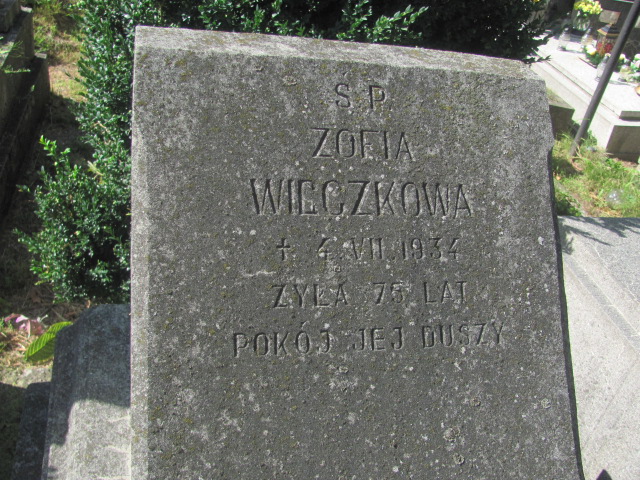 Ś.P.
ZOFIA
WIĘCZKOWA
† 4.VII.1934
ŻYŁA 75 LAT
POKÓJ JEJ DUSZY